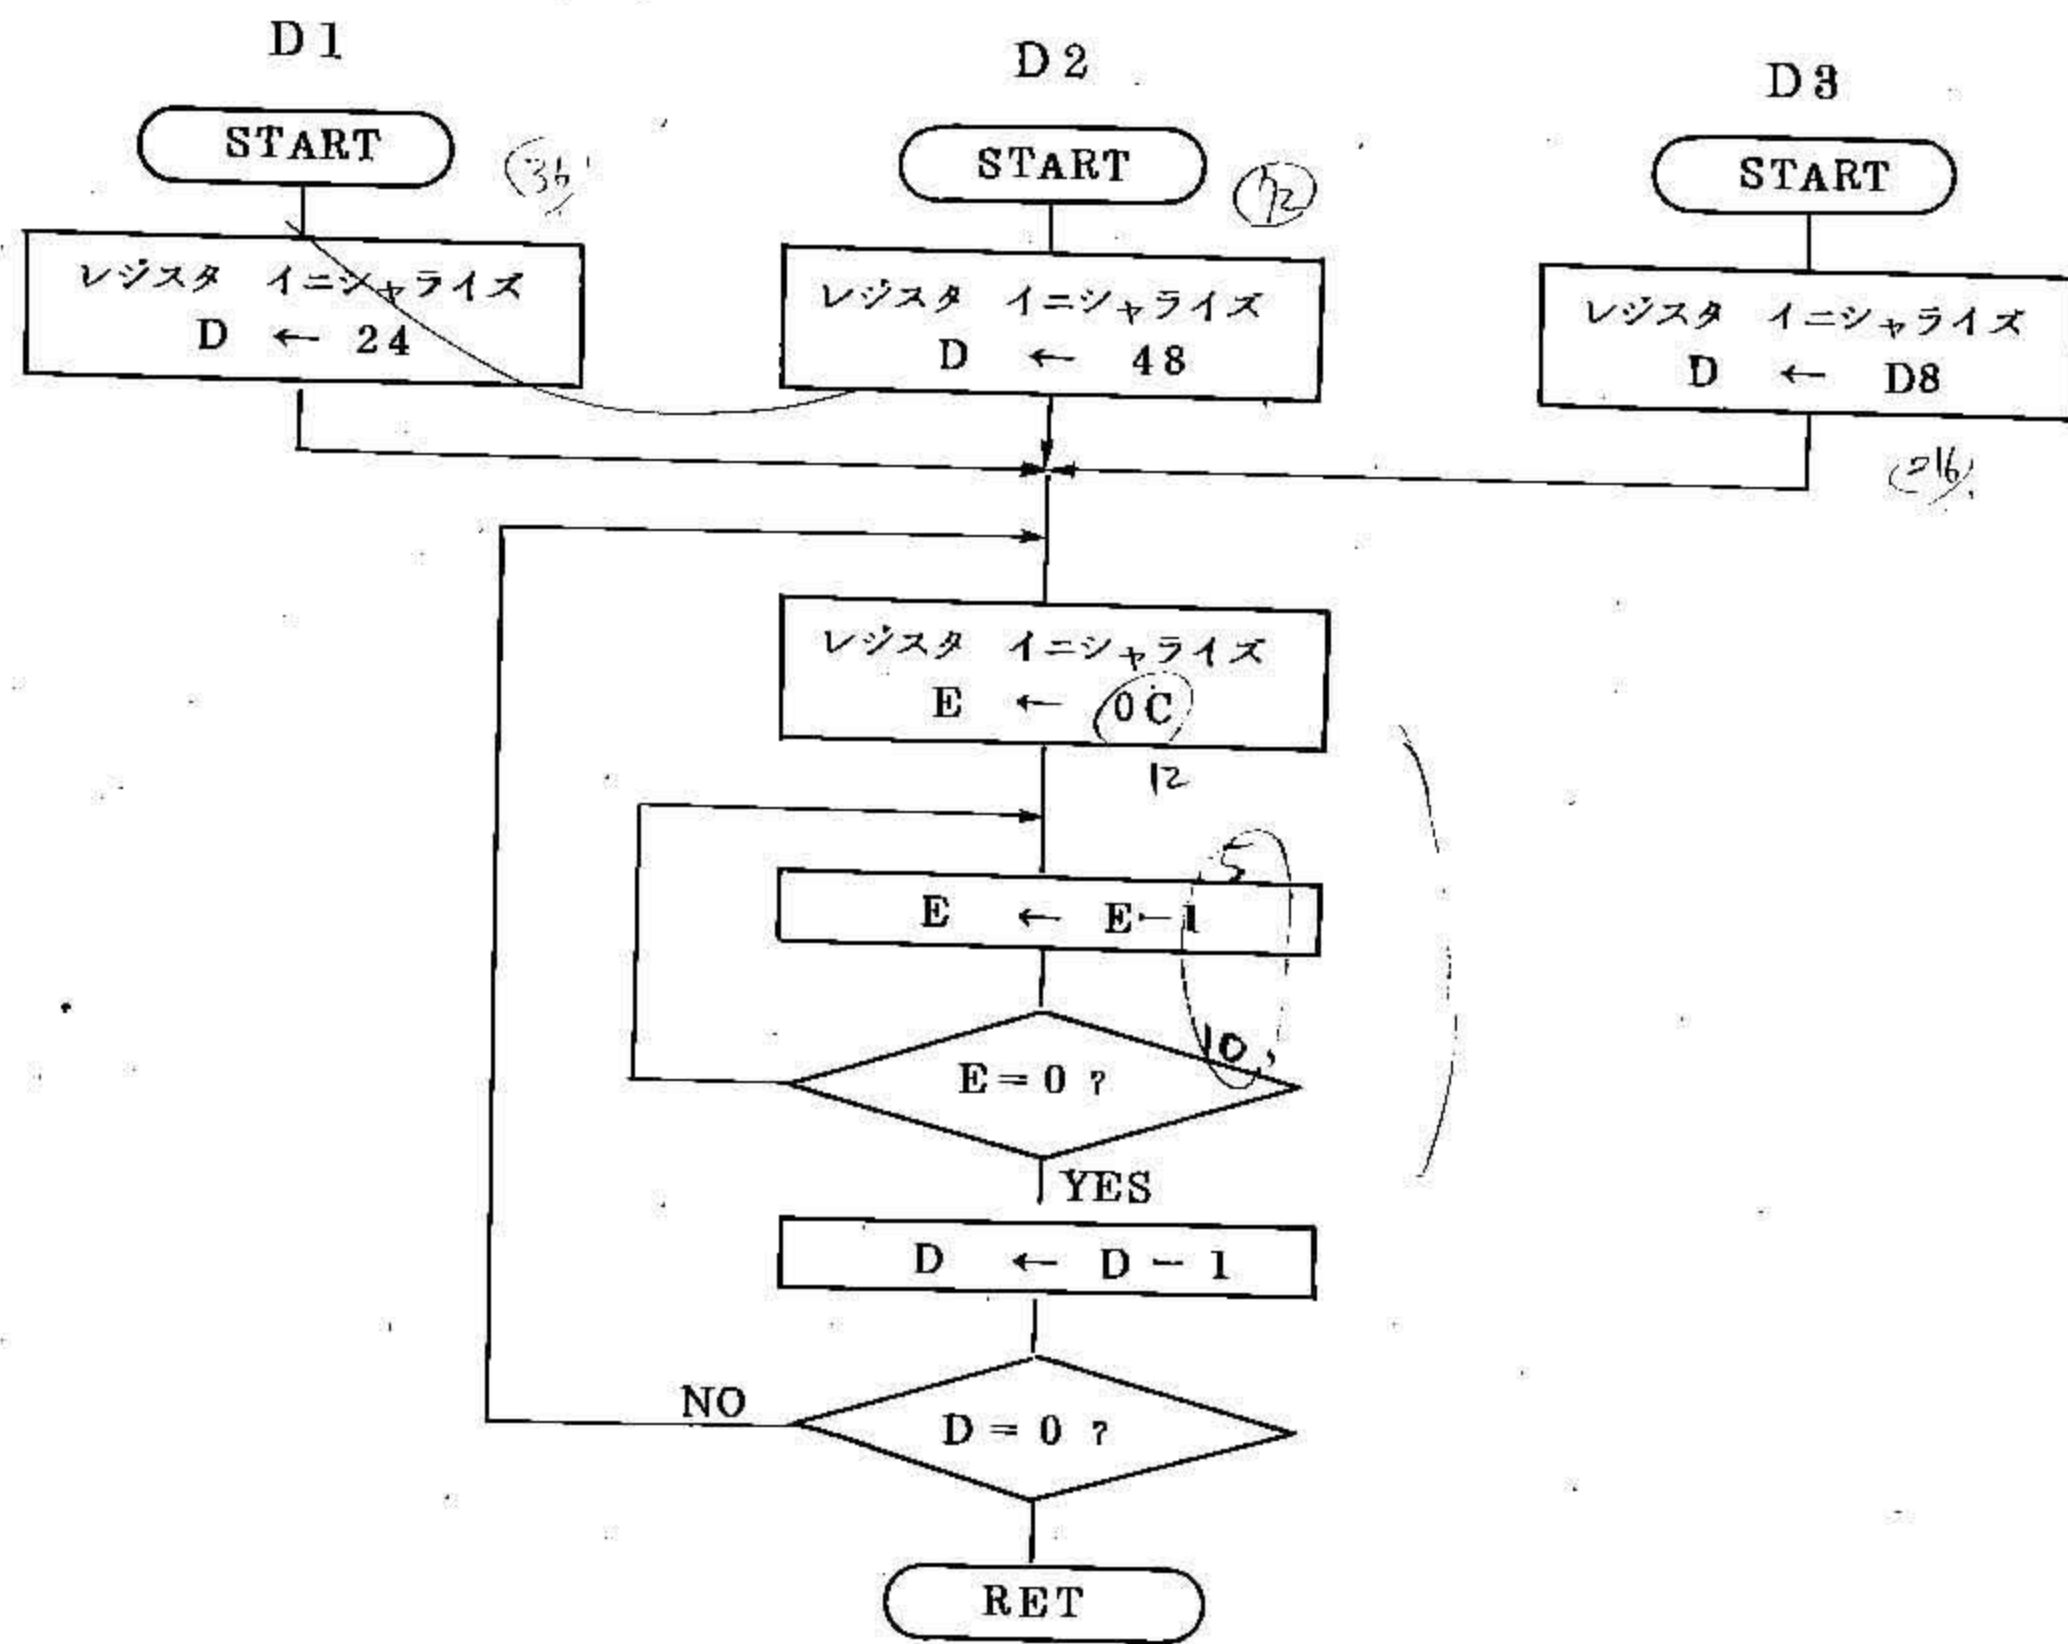 D1
START
レジスタ イニシャライズ
D ← 24
D2
START
72
レジスタ イニシャライズ
D ← 48
D3
START
レジスタ イニシャライズ
D ← D8
216
36
レジスタ イニシャライズ
E ← 0C
12
5
E ← E-1
10
E=0 ?
YES
D ← D-1
NO
D=0 ?
RET